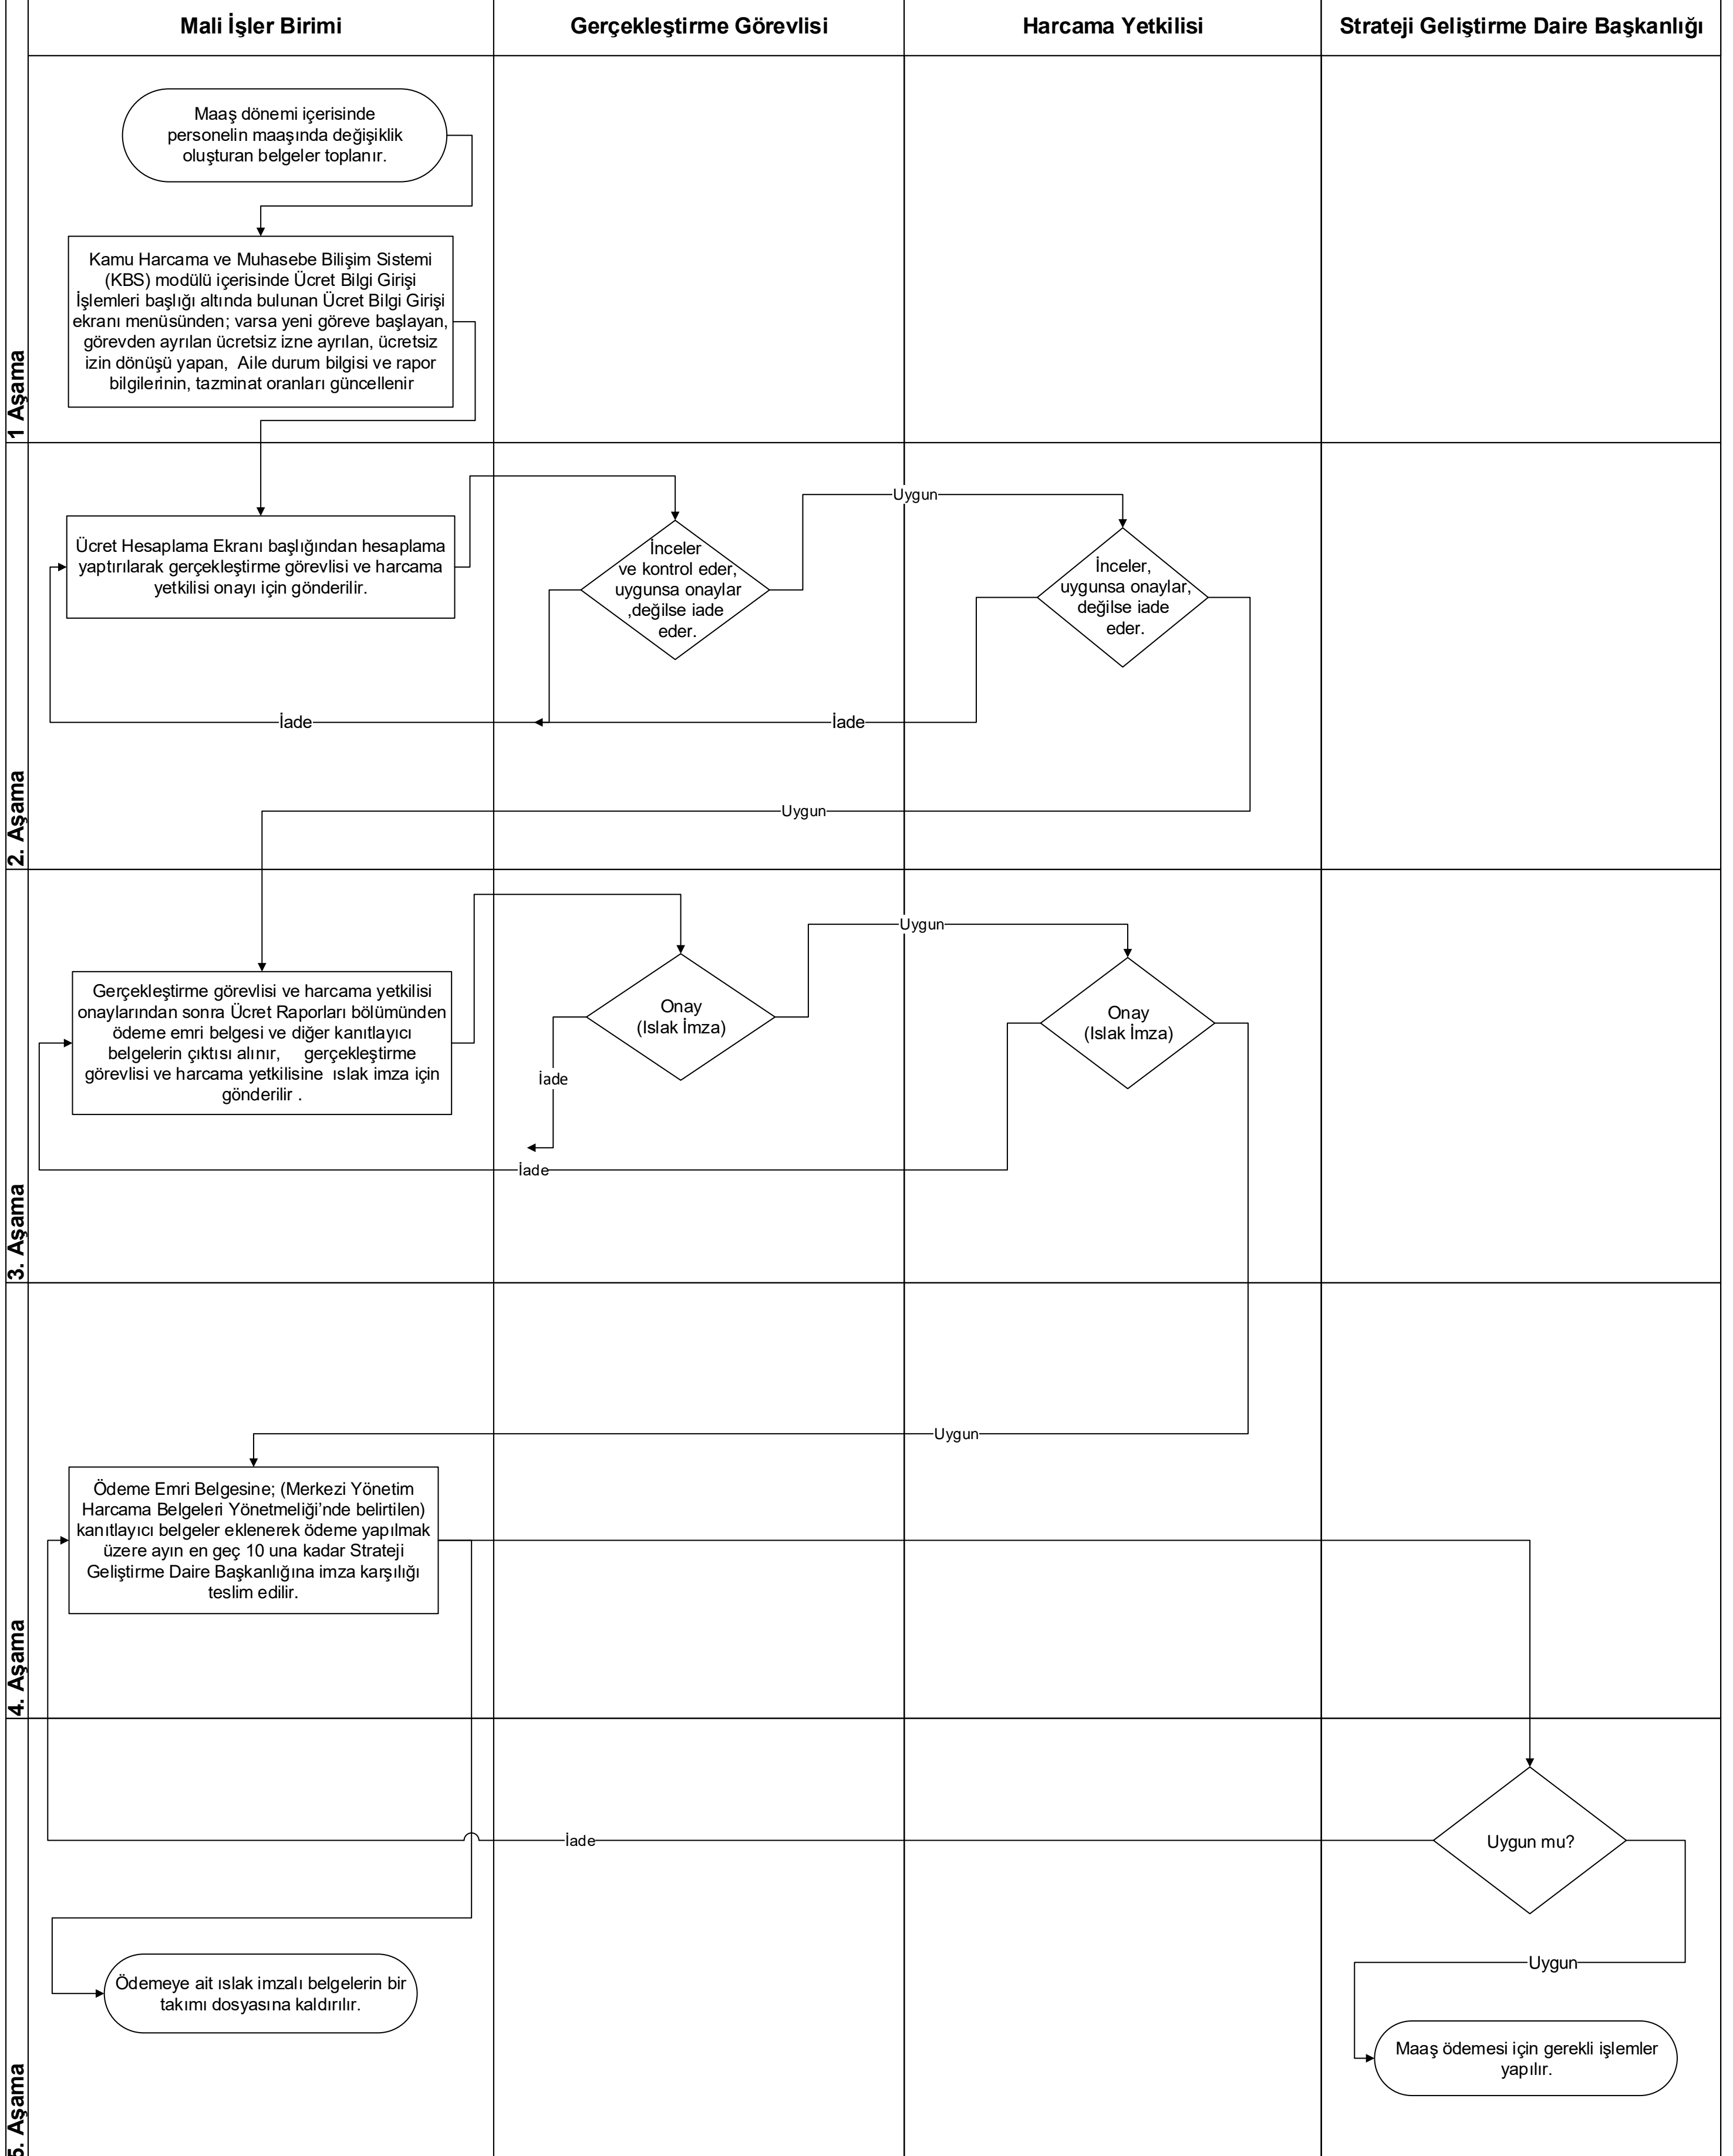 Mali İşler Birimi
Gerçekleştirme Görevlisi
Harcama Yetkilisi
Strateji Geliştirme Daire Başkanlığı
1 Aşama
Maaş dönemi içerisinde
personelin maaşında değişiklik
oluşturan belgeler toplanır.
Kamu Harcama ve Muhasebe Bilişim Sistemi
(KBS) modülü içerisinde Ücret Bilgi Girişi
İşlemleri başlığı altında bulunan Ücret Bilgi Girişi
ekranı menüsünden; varsa yeni göreve başlayan,
görevden ayrılan ücretsiz izne ayrılan, ücretsiz
izin dönüşü yapan, Aile durum bilgisi ve rapor
bilgilerinin, tazminat oranları güncellenir
2. Aşama
Ücret Hesaplama Ekranı başlığından hesaplama
yaptırılarak gerçekleştirme görevlisi ve harcama
yetkilisi onayı için gönderilir.
İnceler
ve kontrol eder,
uygunsa onaylar
,değilse iade
eder.
Uygun
İnceler,
uygunsa onaylar,
değilse iade
eder.
İade
İade
Uygun
3. Aşama
Gerçekleştirme görevlisi ve harcama yetkilisi
onaylarından sonra Ücret Raporları bölümünden
ödeme emri belgesi ve diğer kanıtlayıcı
belgelerin çıktısı alınır, gerçekleştirme
görevlisi ve harcama yetkilisine ıslak imza için
gönderilir .
Onay
(Islak İmza)
Uygun
Onay
(Islak İmza)
İade
İade
4. Aşama
Uygun
Ödeme Emri Belgesine; (Merkezi Yönetim
Harcama Belgeleri Yönetmeliği’nde belirtilen)
kanıtlayıcı belgeler eklenerek ödeme yapılmak
üzere ayın en geç 10 una kadar Strateji
Geliştirme Daire Başkanlığına imza karşılığı
teslim edilir.
5. Aşama
İade
Uygun mu?
Uygun
Ödemeye ait ıslak imzalı belgelerin bir
takımı dosyasına kaldırılır.
Maaş ödemesi için gerekli işlemler
yapılır.